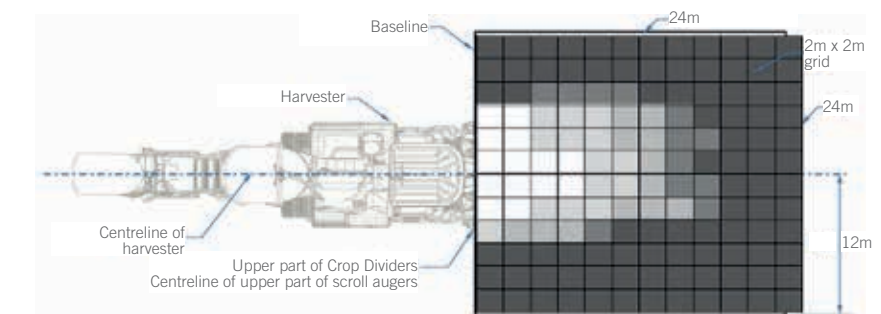 24m
Baseline
2m x 2m
grid
Harvester
24m
Centreline of
harvester
12m
Upper part of Crop Dividers
Centreline of upper part of scroll augers